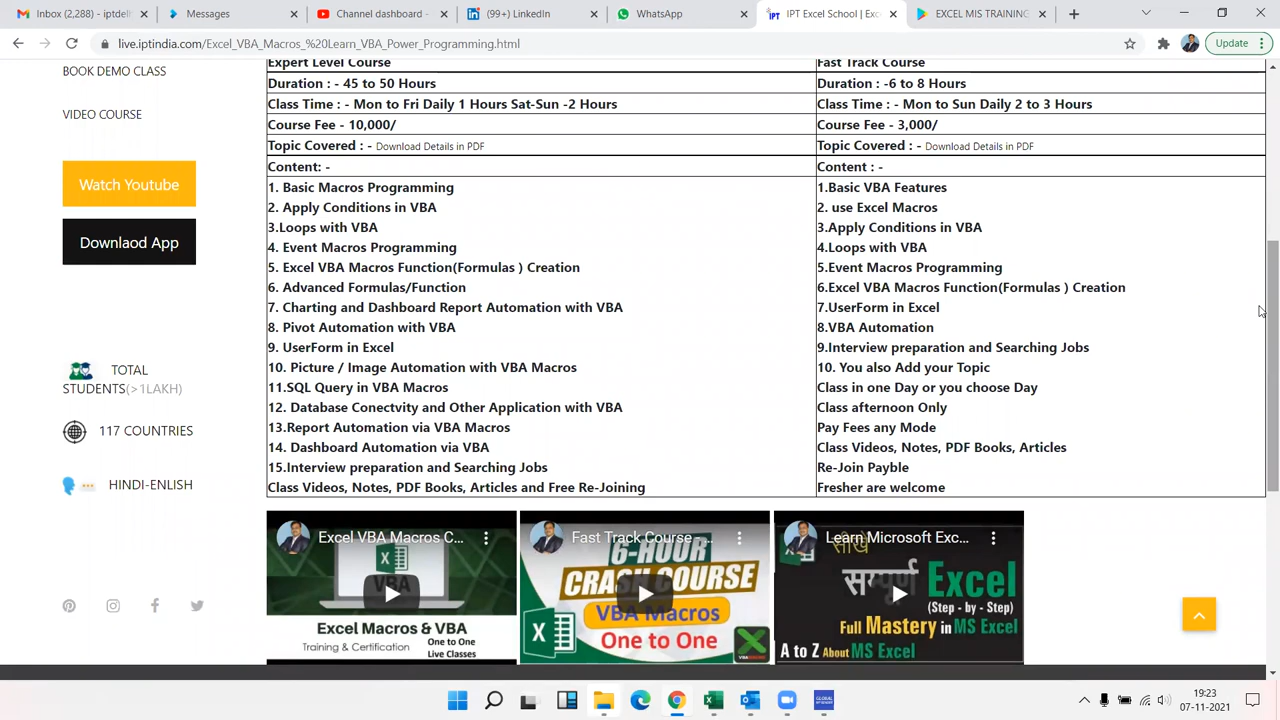 Inbox (2,288) - iptdelh
Messages
Channel dashboard -
(99+) LinkedIn
WhatsApp
IPT Excel School | Exc
EXCEL MIS TRAINING
live.iptindia.com/Excel_VBA_Macros_%20Learn_VBA_Power_Programming.html
Update
BOOK DEMO CLASS
VIDEO COURSE
Watch Youtube
Downlaod App
TOTAL
STUDENTS(>1LAKH)
117 COUNTRIES
HINDI-ENLISH
Expert Level Course
Duration : - 45 to 50 Hours
Class Time : - Mon to Fri Daily 1 Hours Sat-Sun -2 Hours
Course Fee - 10,000/
Topic Covered : - Download Details in PDF
Content: -
1. Basic Macros Programming
2. Apply Conditions in VBA
3.Loops with VBA
4. Event Macros Programming
5. Excel VBA Macros Function(Formulas ) Creation
6. Advanced Formulas/Function
7. Charting and Dashboard Report Automation with VBA
8. Pivot Automation with VBA
9. UserForm in Excel
10. Picture / Image Automation with VBA Macros
11.SQL Query in VBA Macros
12. Database Conectvity and Other Application with VBA
13.Report Automation via VBA Macros
14. Dashboard Automation via VBA
15.Interview preparation and Searching Jobs
Class Videos, Notes, PDF Books, Articles and Free Re-Joining
Fast Track Course
Duration : -6 to 8 Hours
Class Time : - Mon to Sun Daily 2 to 3 Hours
Course Fee - 3,000/
Topic Covered : - Download Details in PDF
Content : -
1.Basic VBA Features
2. use Excel Macros
3.Apply Conditions in VBA
4.Loops with VBA
5.Event Macros Programming
6.Excel VBA Macros Function(Formulas ) Creation
7.UserForm in Excel
8.VBA Automation
9.Interview preparation and Searching Jobs
10. You also Add your Topic
Class in one Day or you choose Day
Class afternoon Only
Pay Fees any Mode
Class Videos, Notes, PDF Books, Articles
Re-Join Payble
Fresher are welcome
Excel VBA Macros C...
VBA
Excel Macros & VBA
Training & Certification
One to One
Live Classes
Fast Track Course - ...
6-HOUR
CRASH COURSE
VBA Macros
One to One
Learn Microsoft Exc...
सीखे
सम्पूर्ण Excel
(Step - by - Step)
Full Mastery in MS Excel
A to Z About MS Excel
19:23
07-11-2021